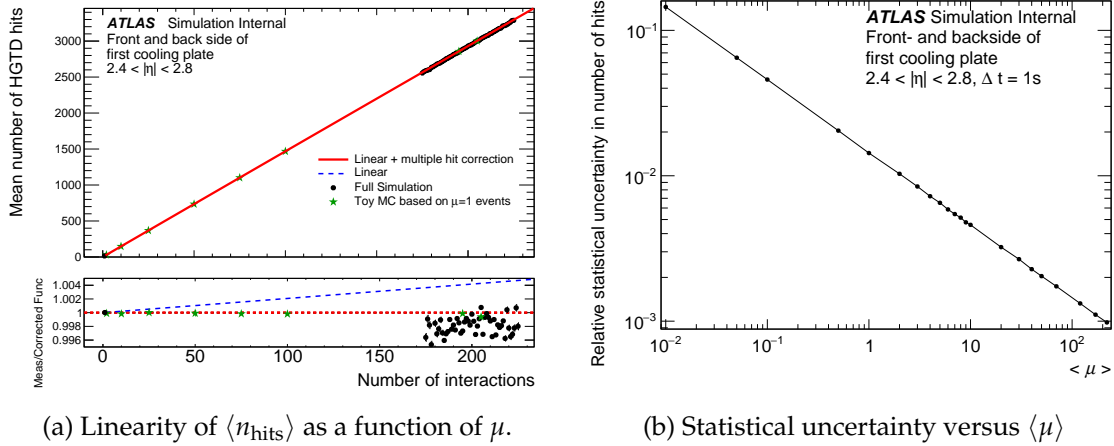 ATLAS Simulation Internal
Front and back side of
first cooling plate
2.4 < |η| < 2.8
Mean number of HGTD hits
3000
2500
2000
1500
1000
500
0
Linear + multiple hit correction
Linear
Full Simulation
Toy MC based on μ=1 events
Meas/Corrected Func
1.004
1.002
1
0.998
0.996
0 50 100 150 200
Number of interactions
(a) Linearity of ⟨n_hits⟩ as a function of μ.
ATLAS Simulation Internal
Front- and backside of
first cooling plate
2.4 < |η| < 2.8, Δ t = 1s
Relative statistical uncertainty in number of hits
10⁻¹
10⁻²
10⁻³
10⁻² 10⁻¹ 1 10 10²
< μ >
(b) Statistical uncertainty versus ⟨μ⟩